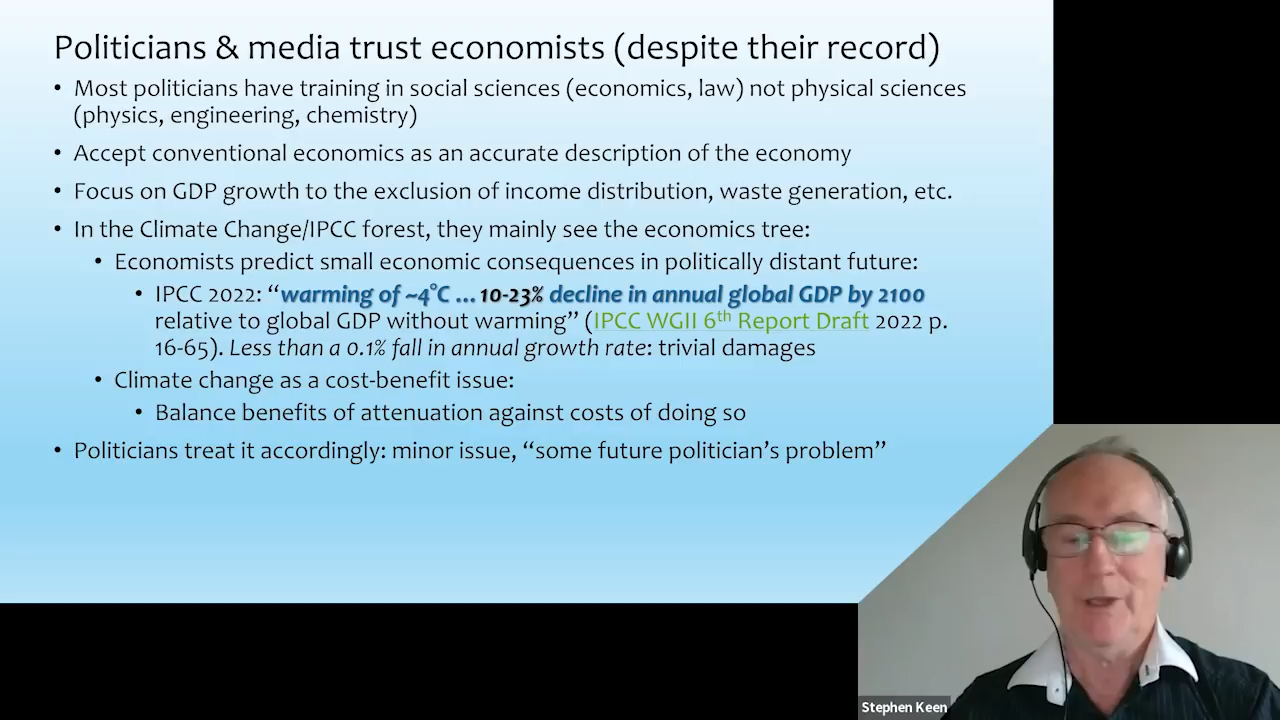 Politicians & media trust economists (despite their record)
• Most politicians have training in social sciences (economics, law) not physical sciences
(physics, engineering, chemistry)
• Accept conventional economics as an accurate description of the economy
• Focus on GDP growth to the exclusion of income distribution, waste generation, etc.
• In the Climate Change/IPCC forest, they mainly see the economics tree:
• Economists predict small economic consequences in politically distant future:
• IPCC 2022: “warming of ~4°C …10-23% decline in annual global GDP by 2100
relative to global GDP without warming” (IPCC WGII 6th Report Draft 2022 p.
16-65). Less than a 0.1% fall in annual growth rate: trivial damages
• Climate change as a cost-benefit issue:
• Balance benefits of attenuation against costs of doing so
• Politicians treat it accordingly: minor issue, “some future politician’s problem”
Stephen Keen